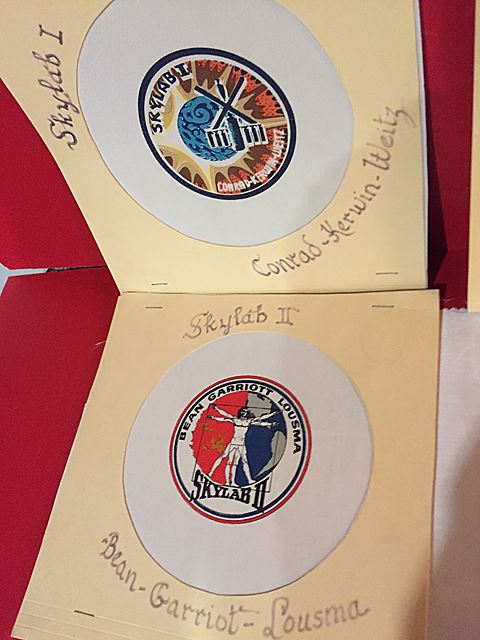 Skylab I
SKYLAB I
CONRAD-KERWIN-WEITZ
Conrad-Kerwin-Weitz
Skylab II
BEAN GARRIOTT LOUSMA
SKYLAB II
Bean-Garriot-Lousma